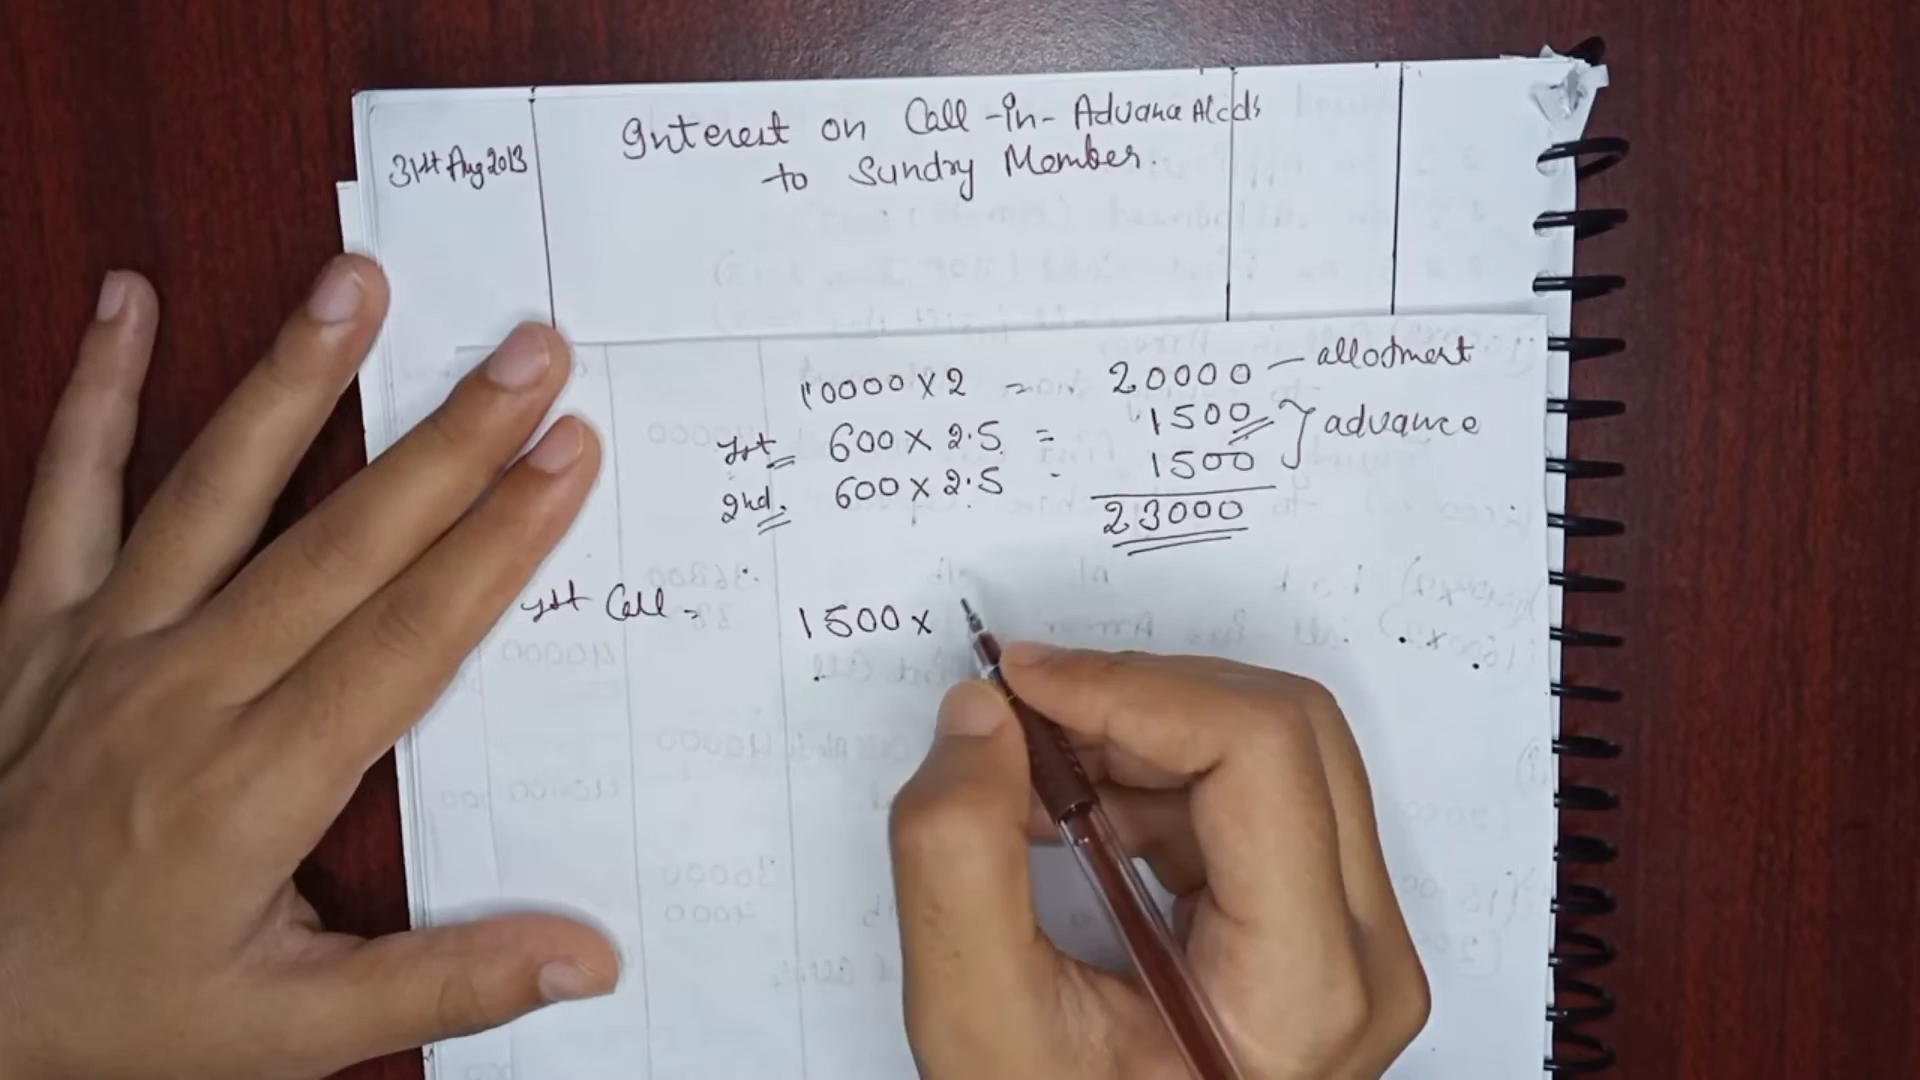 31st Aug 2013
Interest on Call-in-Advance A/c dr
to Sundry Member.
10000 x 2 = 20000 - allotment
1st 600 x 2.5 = 1500 } advance
2nd. 600 x 2.5 = 1500
23000
1st Call = 1500 x